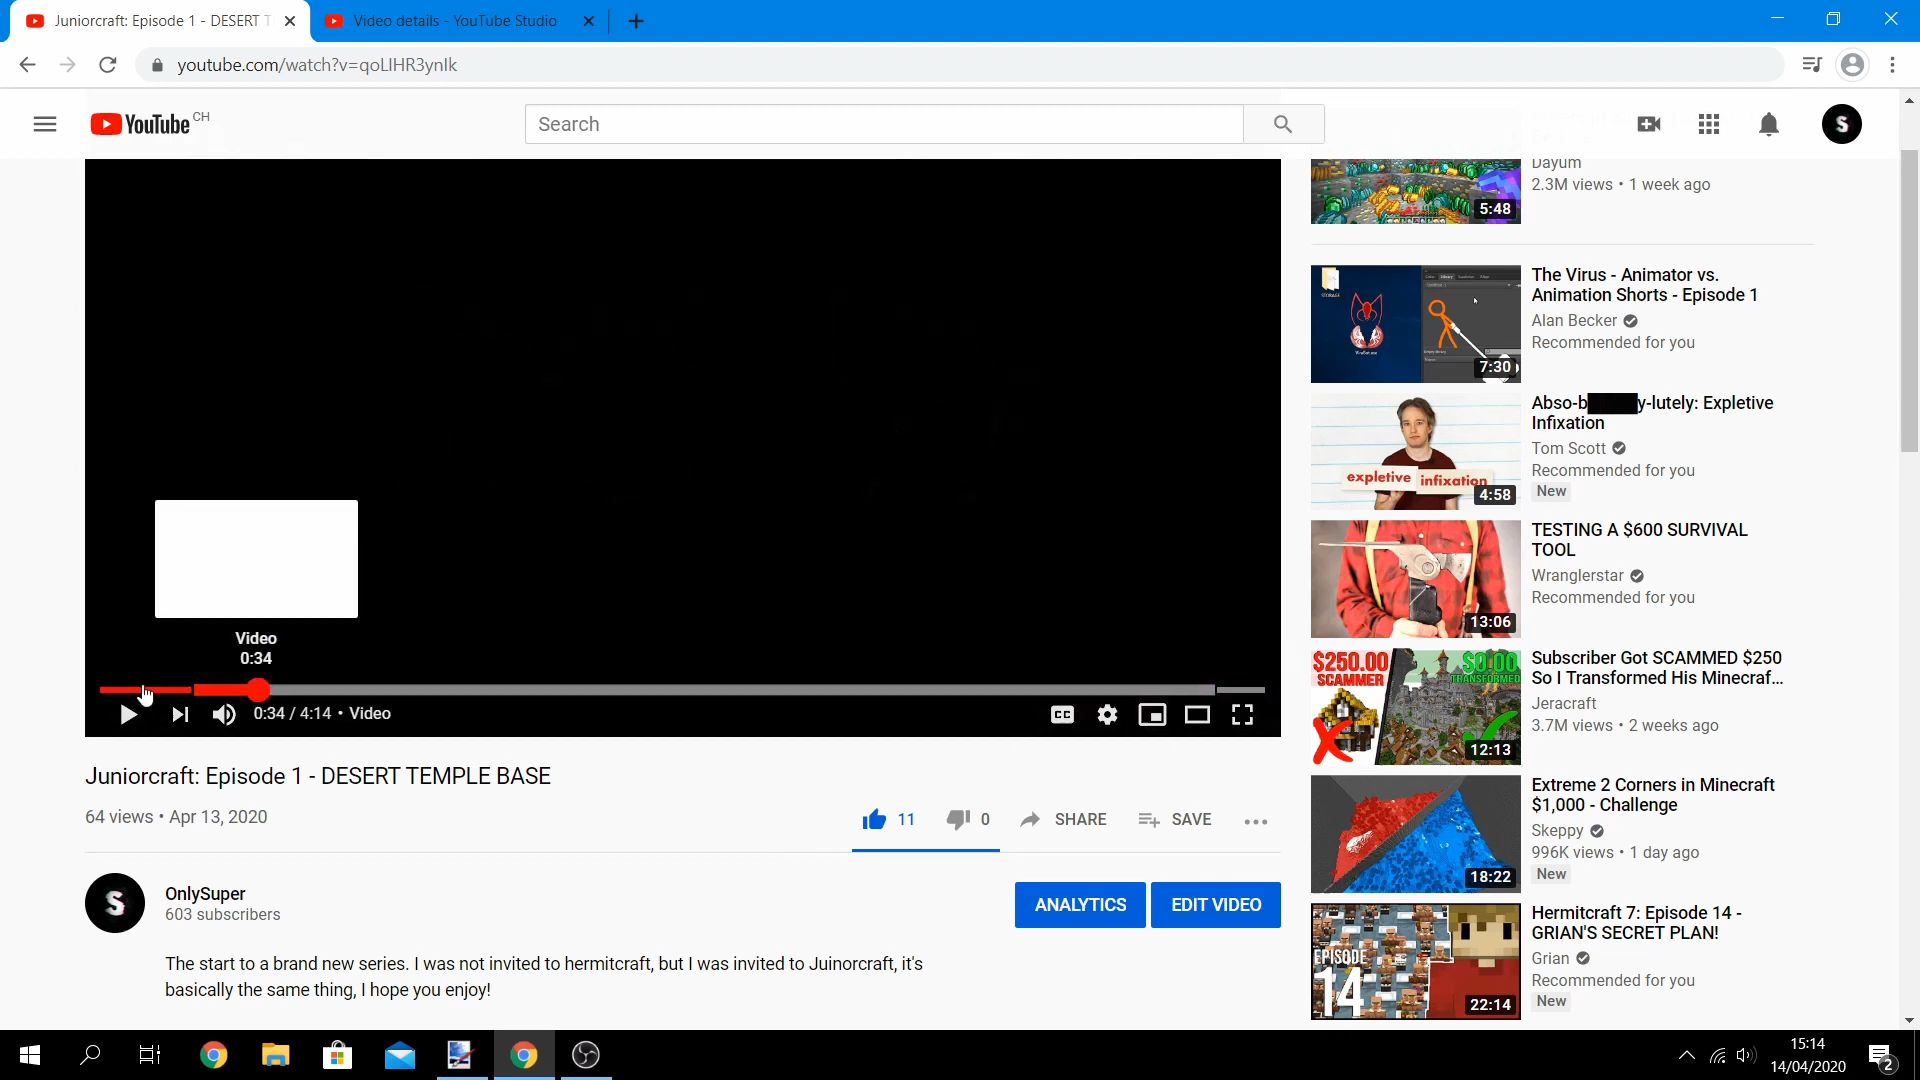 Juniorcraft: Episode 1 - DESERT T
Video details - YouTube Studio
youtube.com/watch?v=qoLIHR3ynlk
YouTube CH
Search
S
Dayum
2.3M views • 1 week ago
5:48
The Virus - Animator vs.
Animation Shorts - Episode 1
Alan Becker
Recommended for you
7:30
Abso-b y-lutely: Expletive
Infixation
Tom Scott
Recommended for you
New
expletive infixation
4:58
TESTING A $600 SURVIVAL
TOOL
Wranglerstar
Recommended for you
13:06
Subscriber Got SCAMMED $250
So I Transformed His Minecraf...
Jeracraft
3.7M views • 2 weeks ago
$250.00
SCAMMER
$0.00
TRANSFORMED
12:13
Extreme 2 Corners in Minecraft
$1,000 - Challenge
Skeppy
996K views • 1 day ago
New
18:22
Hermitcraft 7: Episode 14 -
GRIAN'S SECRET PLAN!
Grian
Recommended for you
New
EPISODE
14
22:14
Video
0:34
0:34 / 4:14 • Video
CC
Juniorcraft: Episode 1 - DESERT TEMPLE BASE
64 views • Apr 13, 2020
11
0
SHARE
SAVE
S
OnlySuper
603 subscribers
ANALYTICS
EDIT VIDEO
The start to a brand new series. I was not invited to hermitcraft, but I was invited to Juinorcraft, it's
basically the same thing, I hope you enjoy!
15:14
14/04/2020
2